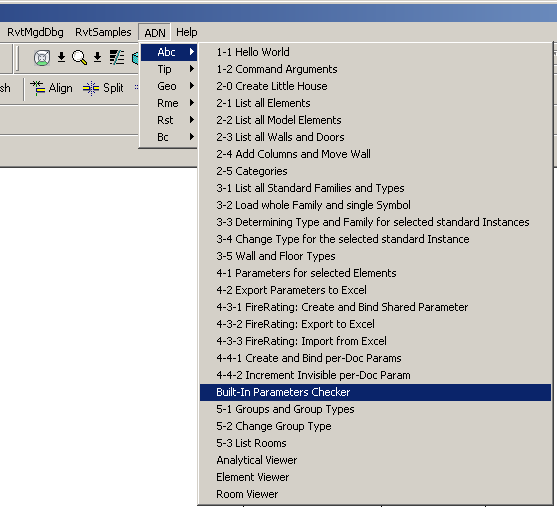 RvtMgdDbg RvtSamples ADN Help
sh Align Split
Abc
Tip
Geo
Rme
Rst
Bc
1-1 Hello World
1-2 Command Arguments
2-0 Create Little House
2-1 List all Elements
2-2 List all Model Elements
2-3 List all Walls and Doors
2-4 Add Columns and Move Wall
2-5 Categories
3-1 List all Standard Families and Types
3-2 Load whole Family and single Symbol
3-3 Determining Type and Family for selected standard Instances
3-4 Change Type for the selected standard Instance
3-5 Wall and Floor Types
4-1 Parameters for selected Elements
4-2 Export Parameters to Excel
4-3-1 FireRating: Create and Bind Shared Parameter
4-3-2 FireRating: Export to Excel
4-3-3 FireRating: Import from Excel
4-4-1 Create and Bind per-Doc Params
4-4-2 Increment Invisible per-Doc Param
Built-In Parameters Checker
5-1 Groups and Group Types
5-2 Change Group Type
5-3 List Rooms
Analytical Viewer
Element Viewer
Room Viewer